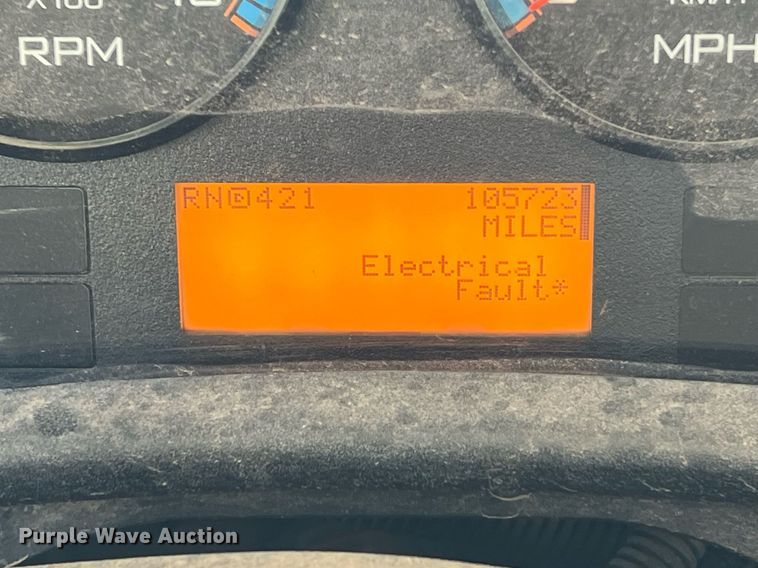 X100
RPM
MPH
RN 421 105723
MILES
Electrical
Fault*
Purple Wave Auction